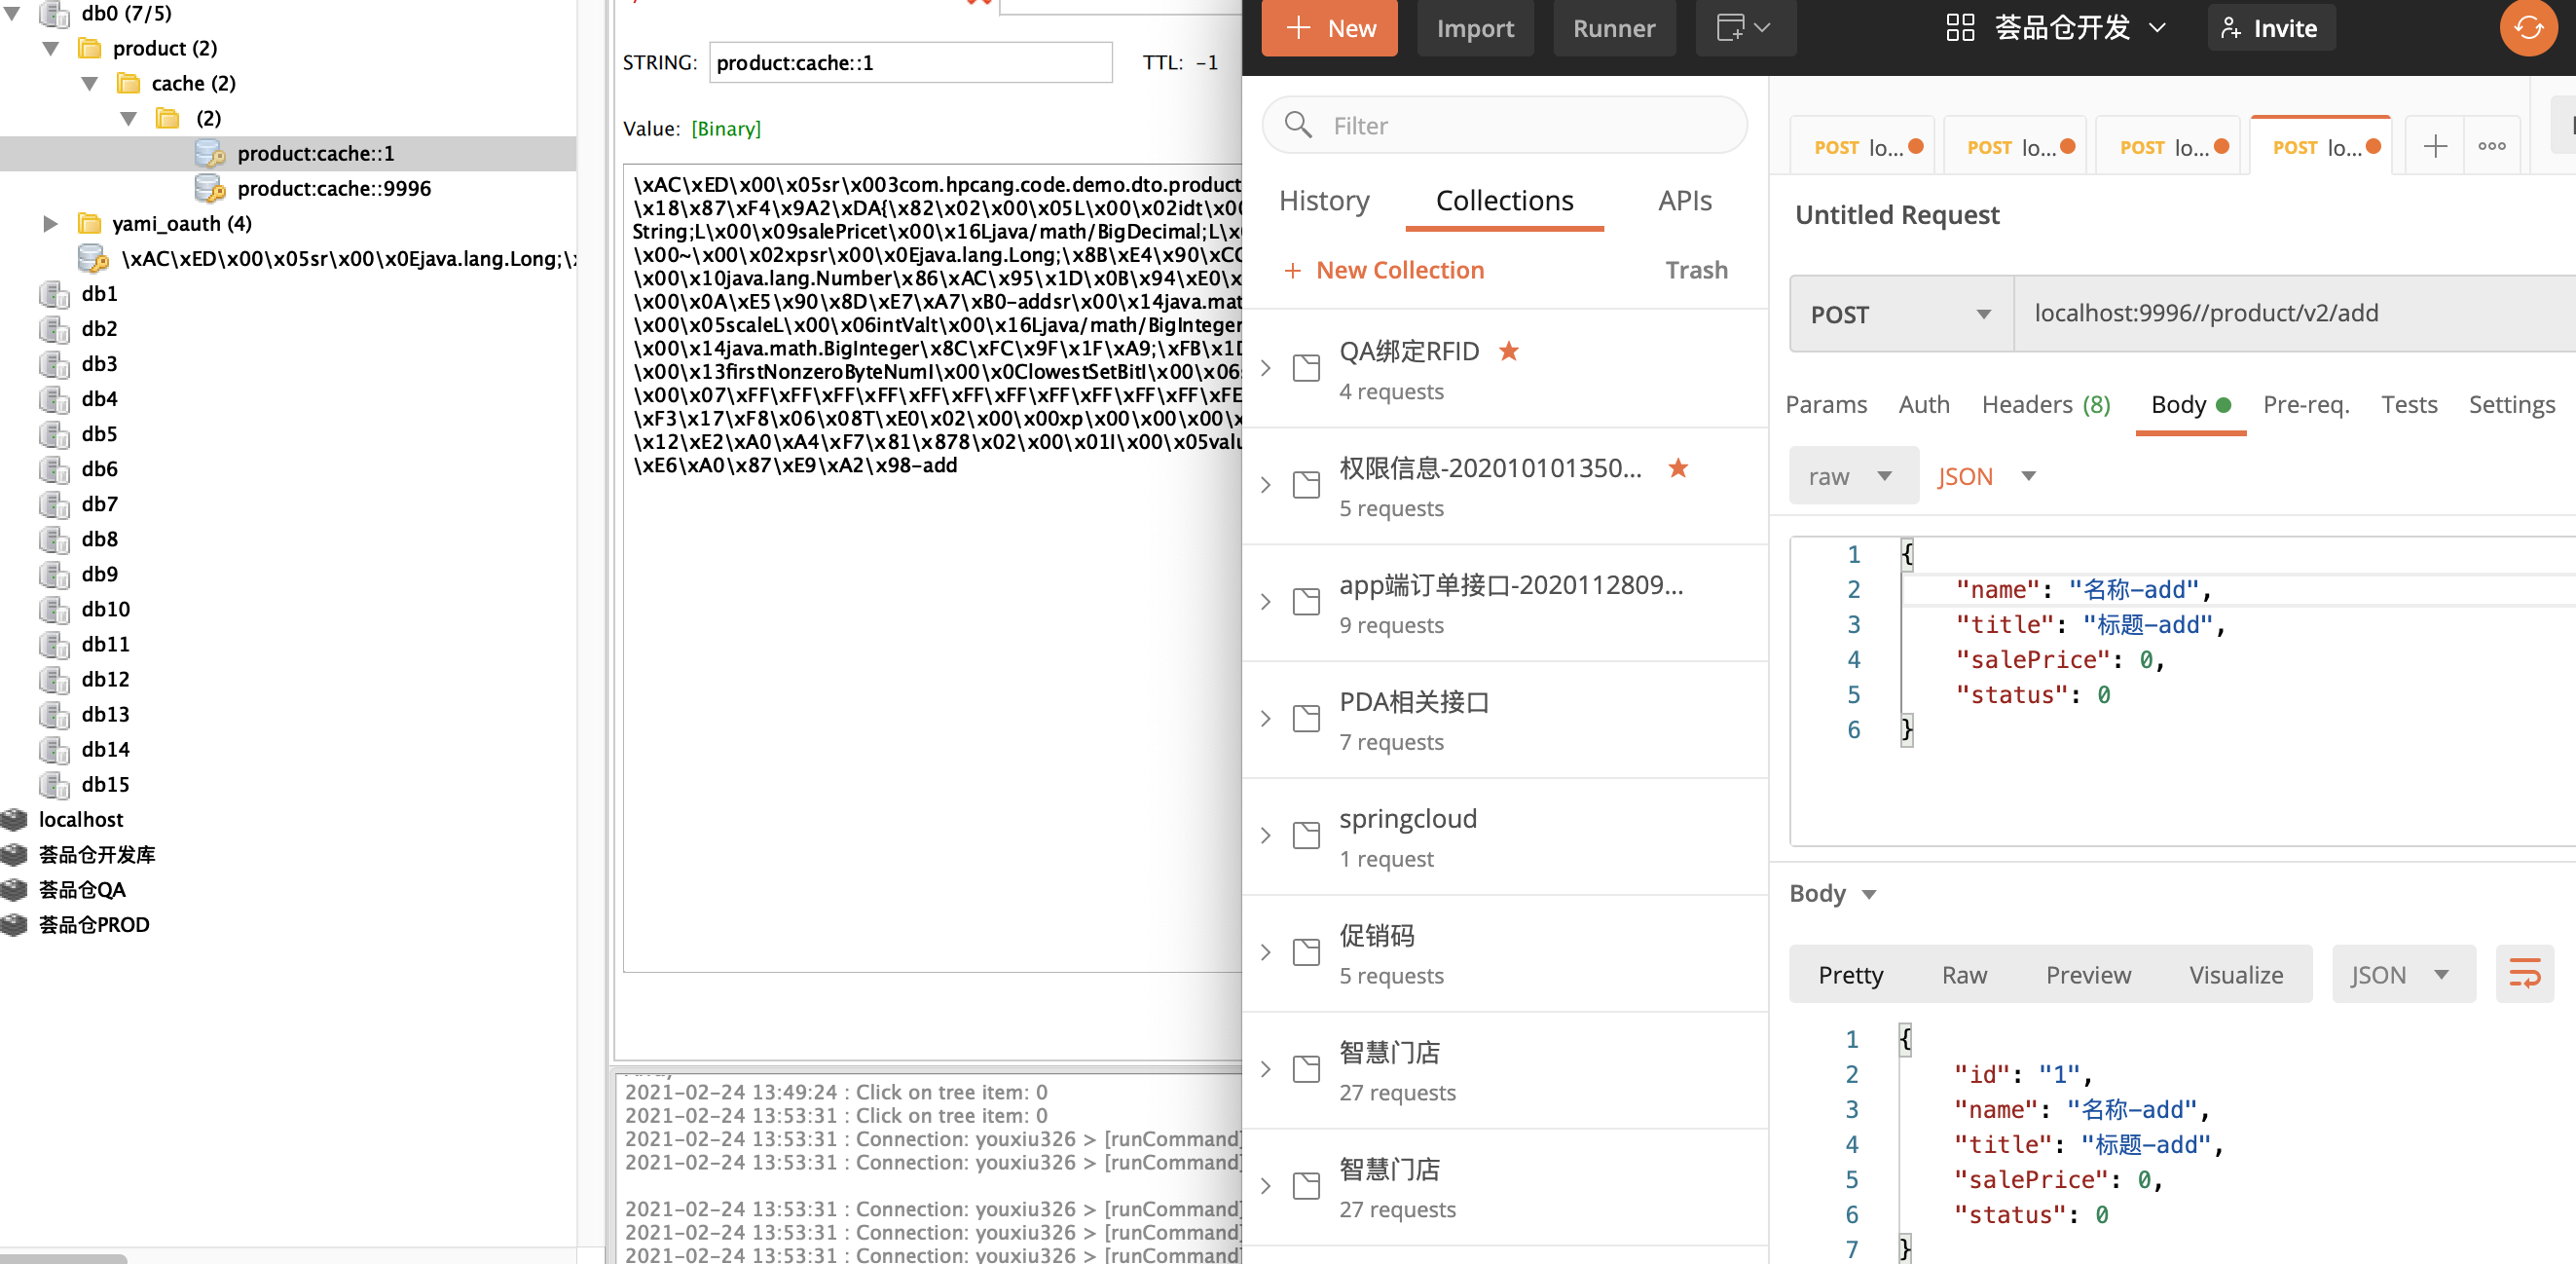 db0 (7/5)
product (2)
cache (2)
(2)
product:cache::1
product:cache::9996
yami_oauth (4)
\xAC\xED\x00\x05sr\x00\x0Ejava.lang.Long;\
db1
db2
db3
db4
db5
db6
db7
db8
db9
db10
db11
db12
db13
db14
db15
localhost
荟品仓开发库
荟品仓QA
荟品仓PROD
STRING: product:cache::1 TTL: -1
Value: [Binary]
\xAC\xED\x00\x05sr\x003com.hpcang.code.demo.dto.product
\x18\x87\xF4\x9A2\xDA{\x82\x02\x00\x05L\x00\x02idt\x0
String;L\x00\x09salePricet\x00\x16Ljava/math/BigDecimal;L\x
\x00~\x00\x02xpsr\x00\x0Ejava.lang.Long;\x8B\xE4\x90\xCC
\x00\x10java.lang.Number\x86\xAC\x95\x1D\x0B\x94\xE0\x
\x00\x0A\xE5\x90\x8D\xE7\xA7\xB0-addsr\x00\x14java.mat
\x00\x05scaleL\x00\x06intValt\x00\x16Ljava/math/BigInteger
\x00\x14java.math.BigInteger\x8C\xFC\x9F\x1F\xA9;\xFB\x1D
\x00\x13firstNonzeroByteNumI\x00\x0ClowestSetBitI\x00\x06
\x00\x07\xFF\xFF\xFF\xFF\xFF\xFF\xFF\xFF\xFF\xFF\xFE
\xF3\x17\xF8\x06\x08T\xE0\x02\x00\x00xp\x00\x00\x00\
\x12\xE2\xA0\xA4\xF7\x81\x878\x02\x00\x01I\x00\x05valu
\xE6\xA0\x87\xE9\xA2\x98-add
2021-02-24 13:49:24 : Click on tree item: 0
2021-02-24 13:53:31 : Click on tree item: 0
2021-02-24 13:53:31 : Connection: youxiu326 > [runCommand]
2021-02-24 13:53:31 : Connection: youxiu326 > [runCommand]
2021-02-24 13:53:31 : Connection: youxiu326 > [runCommand]
2021-02-24 13:53:31 : Connection: youxiu326 > [runCommand]
2021-02-24 13:53:31 : Connection: youxiu326 > [runCommand]
+ New Import Runner 荟品仓开发 Invite
Filter
History Collections APIs
+ New Collection Trash
QA绑定RFID ★
4 requests
权限信息-202010101350... ★
5 requests
app端订单接口-2020112809...
9 requests
PDA相关接口
7 requests
springcloud
1 request
促销码
5 requests
智慧门店
27 requests
智慧门店
27 requests
POST lo... POST lo... POST lo... POST lo... + ooo
Untitled Request
POST localhost:9996//product/v2/add
Params Auth Headers (8) Body Pre-req. Tests Settings
raw JSON
1 {
2 "name": "名称-add",
3 "title": "标题-add",
4 "salePrice": 0,
5 "status": 0
6 }
Body
Pretty Raw Preview Visualize JSON
1 {
2 "id": "1",
3 "name": "名称-add",
4 "title": "标题-add",
5 "salePrice": 0,
6 "status": 0
7 }